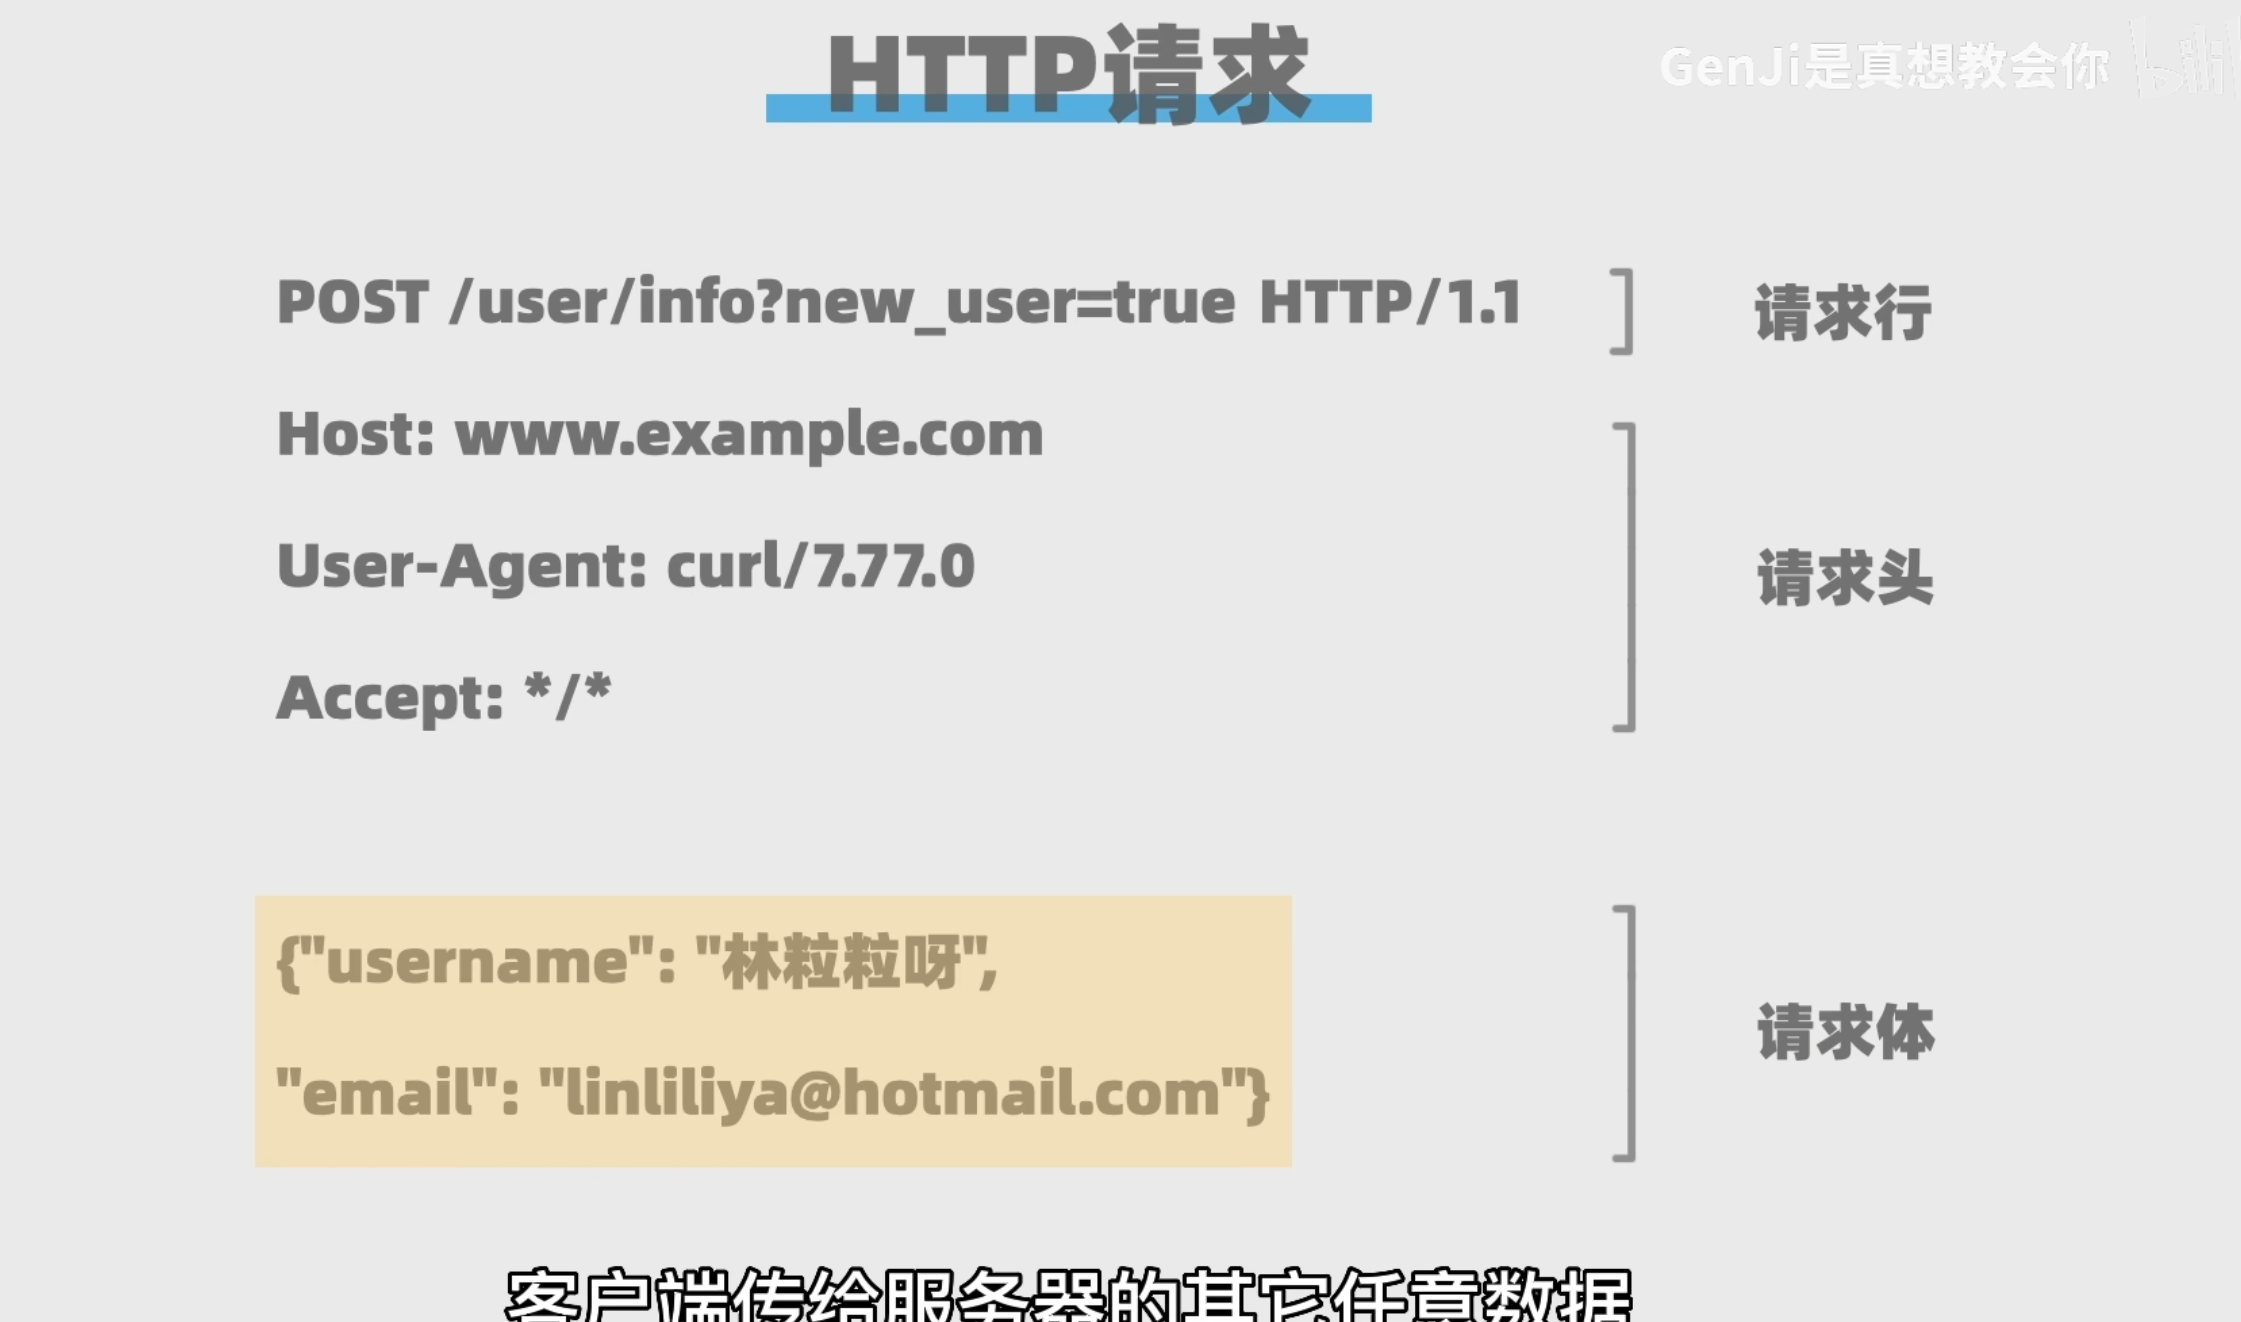 HTTP请求
GenJi是真想教会你 bilibili
POST /user/info?new_user=true HTTP/1.1
请求行
Host: www.example.com
User-Agent: curl/7.77.0
请求头
Accept: */*
{"username": "林粒粒呀",
请求体
"email": "linliliya@hotmail.com"}
客户端传给服务器的其它任意数据